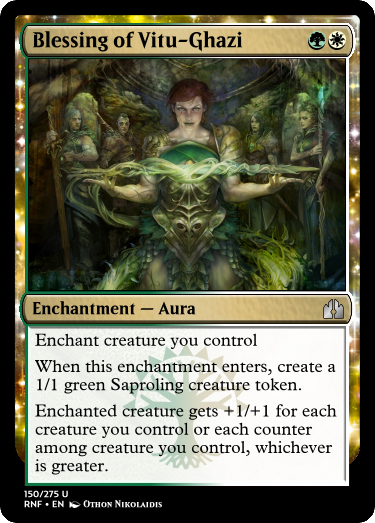 Blessing of Vitu-Ghazi
Enchantment — Aura
Enchant creature you control
When this enchantment enters, create a
1/1 green Saproling creature token.
Enchanted creature gets +1/+1 for each
creature you control or each counter
among creature you control, whichever
is greater.
150/275 U
RNF • EN Othon Nikolaidis